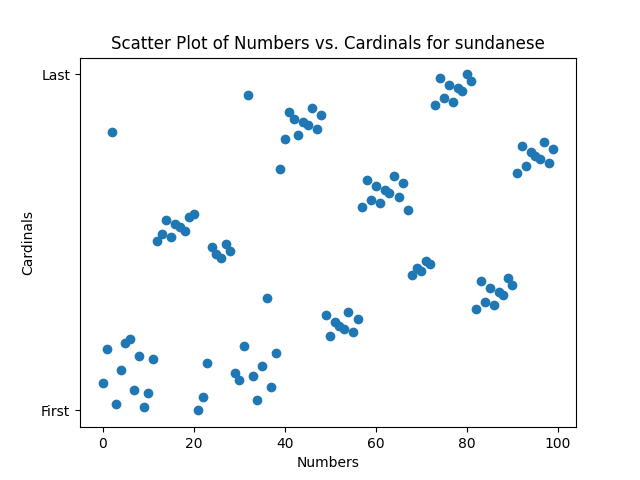 Scatter Plot of Numbers vs. Cardinals for sundanese
Last
Cardinals
First
0 20 40 60 80 100
Numbers